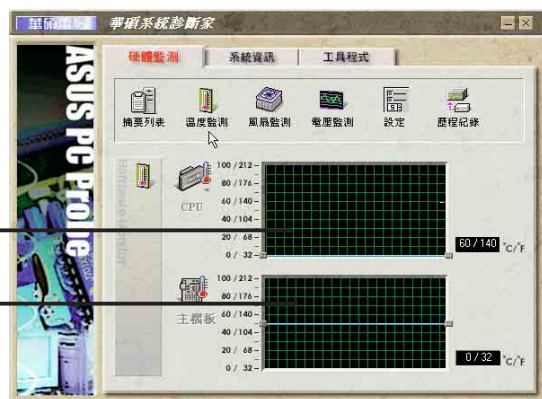 華碩系統診斷家
ASUS PC Probe
硬體監測
系統資訊
工具程式
摘要列表
溫度監測
風扇監測
電壓監測
設定
歷程紀錄
Hardware Monitor
CPU
100 / 212
80 / 176
60 / 140
40 / 104
20 / 68
0 / 32
60 / 140 °C/°F
主機板
100 / 212
80 / 176
60 / 140
40 / 104
20 / 68
0 / 32
0 / 32 °C/°F